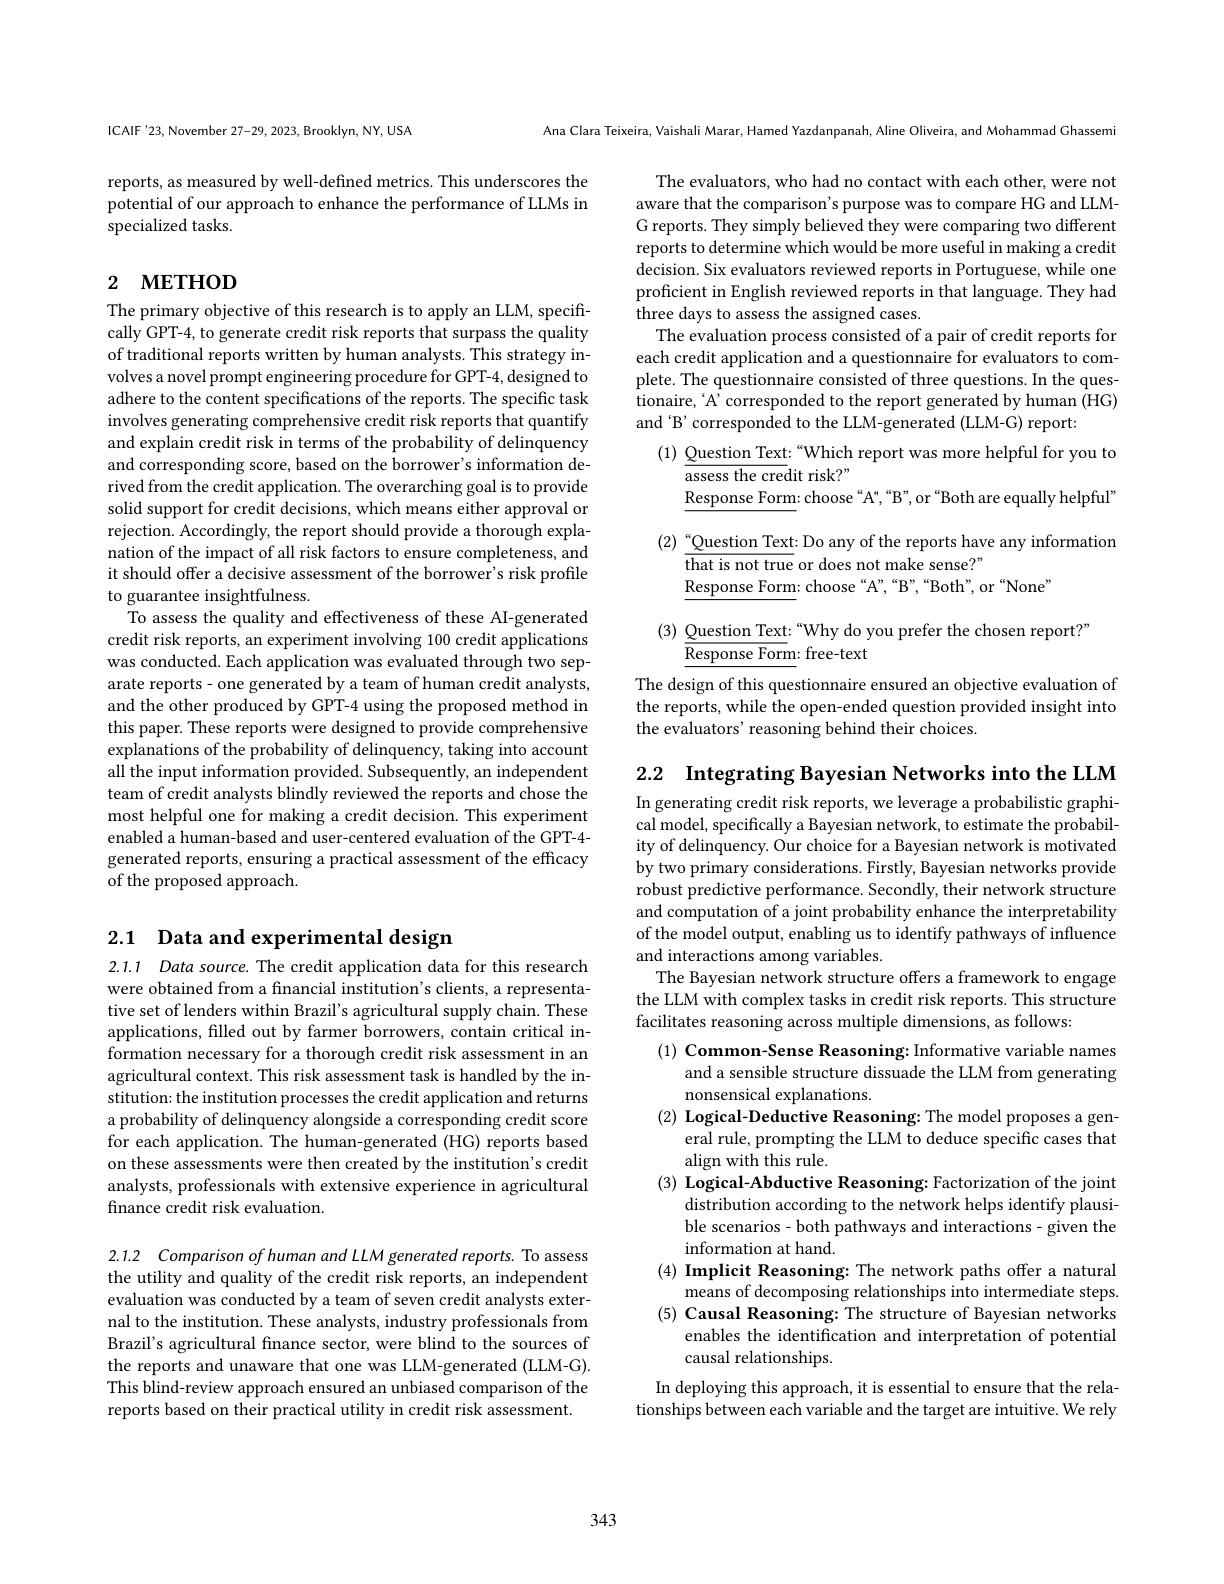 ICAIF '23, November 27–29, 2023, Brooklyn, NY, USA
Ana Clara Teixeira, Vaishali Marar, Hamed Yazdanpanah, Aline Oliveira, and Mohammad Ghassemi
reports, as measured by well-defined metrics. This underscores the
potential of our approach to enhance the performance of LLMs in
specialized tasks.
2 METHOD
The primary objective of this research is to apply an LLM, specifi-
cally GPT-4, to generate credit risk reports that surpass the quality
of traditional reports written by human analysts. This strategy in-
volves a novel prompt engineering procedure for GPT-4, designed to
adhere to the content specifications of the reports. The specific task
involves generating comprehensive credit risk reports that quantify
and explain credit risk in terms of the probability of delinquency
and corresponding score, based on the borrower's information de-
rived from the credit application. The overarching goal is to provide
solid support for credit decisions, which means either approval or
rejection. Accordingly, the report should provide a thorough expla-
nation of the impact of all risk factors to ensure completeness, and
it should offer a decisive assessment of the borrower's risk profile
to guarantee insightfulness.
To assess the quality and effectiveness of these AI-generated
credit risk reports, an experiment involving 100 credit applications
was conducted. Each application was evaluated through two sep-
arate reports - one generated by a team of human credit analysts,
and the other produced by GPT-4 using the proposed method in
this paper. These reports were designed to provide comprehensive
explanations of the probability of delinquency, taking into account
all the input information provided. Subsequently, an independent
team of credit analysts blindly reviewed the reports and chose the
most helpful one for making a credit decision. This experiment
enabled a human-based and user-centered evaluation of the GPT-4-
generated reports, ensuring a practical assessment of the efficacy
of the proposed approach.
2.1 Data and experimental design
2.1.1 Data source. The credit application data for this research
were obtained from a financial institution's clients, a representa-
tive set of lenders within Brazil's agricultural supply chain. These
applications, filled out by farmer borrowers, contain critical in-
formation necessary for a thorough credit risk assessment in an
agricultural context. This risk assessment task is handled by the in-
stitution: the institution processes the credit application and returns
a probability of delinquency alongside a corresponding credit score
for each application. The human-generated (HG) reports based
on these assessments were then created by the institution's credit
analysts, professionals with extensive experience in agricultural
finance credit risk evaluation.
2.1.2 Comparison of human and LLM generated reports. To assess
the utility and quality of the credit risk reports, an independent
evaluation was conducted by a team of seven credit analysts exter-
nal to the institution. These analysts, industry professionals from
Brazil's agricultural finance sector, were blind to the sources of
the reports and unaware that one was LLM-generated (LLM-G).
This blind-review approach ensured an unbiased comparison of the
reports based on their practical utility in credit risk assessment.
The evaluators, who had no contact with each other, were not
aware that the comparison's purpose was to compare HG and LLM-
G reports. They simply believed they were comparing two different
reports to determine which would be more useful in making a credit
decision. Six evaluators reviewed reports in Portuguese, while one
proficient in English reviewed reports in that language. They had
three days to assess the assigned cases.
The evaluation process consisted of a pair of credit reports for
each credit application and a questionnaire for evaluators to com-
plete. The questionnaire consisted of three questions. In the ques-
tionaire, 'A' corresponded to the report generated by human (HG)
and 'B' corresponded to the LLM-generated (LLM-G) report:
(1) Question Text: “Which report was more helpful for you to
assess the credit risk?”
Response Form: choose “A", “B”, or “Both are equally helpful”
(2) “Question Text: Do any of the reports have any information
that is not true or does not make sense?”
Response Form: choose “A”, “B”, “Both”, or “None”
(3) Question Text: “Why do you prefer the chosen report?”
Response Form: free-text
The design of this questionnaire ensured an objective evaluation of
the reports, while the open-ended question provided insight into
the evaluators' reasoning behind their choices.
2.2 Integrating Bayesian Networks into the LLM
In generating credit risk reports, we leverage a probabilistic graphi-
cal model, specifically a Bayesian network, to estimate the probabil-
ity of delinquency. Our choice for a Bayesian network is motivated
by two primary considerations. Firstly, Bayesian networks provide
robust predictive performance. Secondly, their network structure
and computation of a joint probability enhance the interpretability
of the model output, enabling us to identify pathways of influence
and interactions among variables.
The Bayesian network structure offers a framework to engage
the LLM with complex tasks in credit risk reports. This structure
facilitates reasoning across multiple dimensions, as follows:
(1) Common-Sense Reasoning: Informative variable names
and a sensible structure dissuade the LLM from generating
nonsensical explanations.
(2) Logical-Deductive Reasoning: The model proposes a gen-
eral rule, prompting the LLM to deduce specific cases that
align with this rule.
(3) Logical-Abductive Reasoning: Factorization of the joint
distribution according to the network helps identify plausi-
ble scenarios - both pathways and interactions - given the
information at hand.
(4) Implicit Reasoning: The network paths offer a natural
means of decomposing relationships into intermediate steps.
(5) Causal Reasoning: The structure of Bayesian networks
enables the identification and interpretation of potential
causal relationships.
In deploying this approach, it is essential to ensure that the rela-
tionships between each variable and the target are intuitive. We rely
343